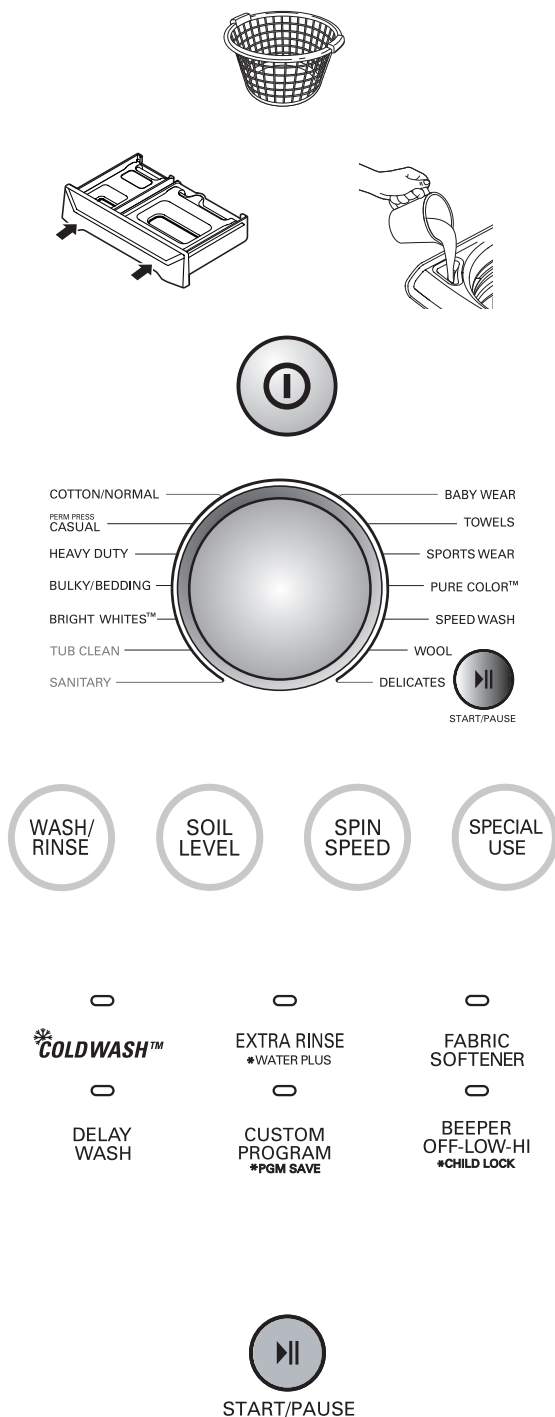 COTTON/NORMAL
PERM PRESS
CASUAL
HEAVY DUTY
BULKY/BEDDING
BRIGHT WHITES™
TUB CLEAN
SANITARY
BABY WEAR
TOWELS
SPORTS WEAR
PURE COLOR™
SPEED WASH
WOOL
DELICATES
START/PAUSE
WASH/
RINSE
SOIL
LEVEL
SPIN
SPEED
SPECIAL
USE
COLDWASH™
EXTRA RINSE
*WATER PLUS
FABRIC
SOFTENER
DELAY
WASH
CUSTOM
PROGRAM
*PGM SAVE
BEEPER
OFF-LOW-HI
*CHILD LOCK
START/PAUSE